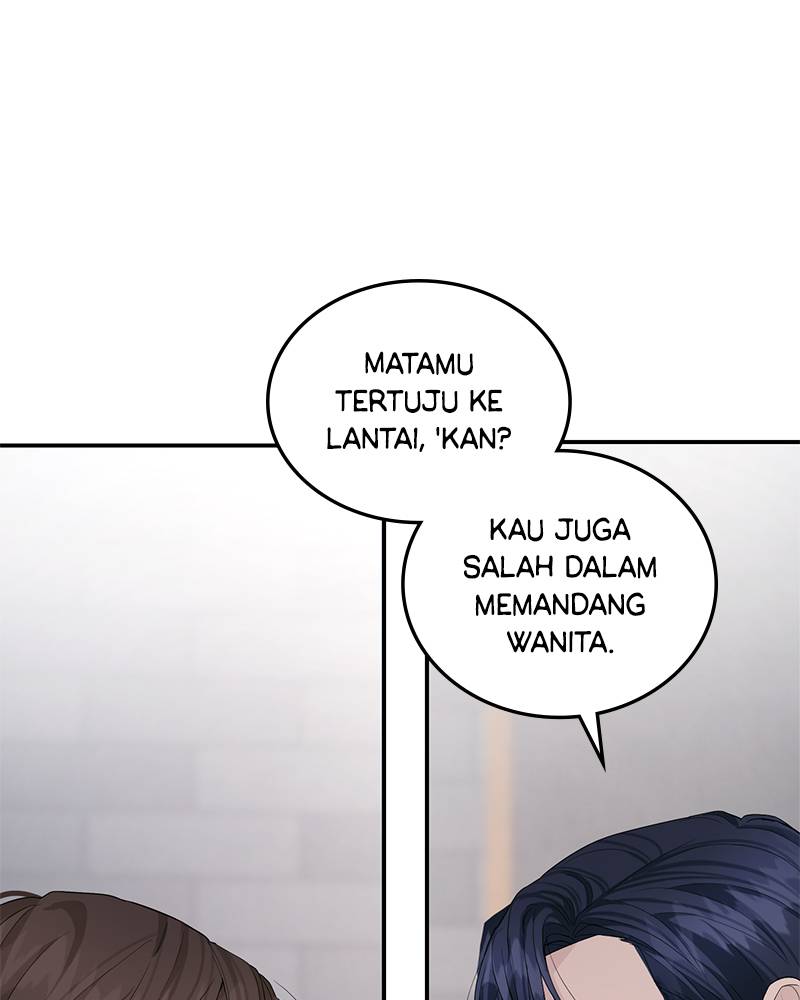 MATAMU
TERTUJU KE
LANTAI, 'KAN?
KAU JUGA
SALAH DALAM
MEMANDANG
WANITA.